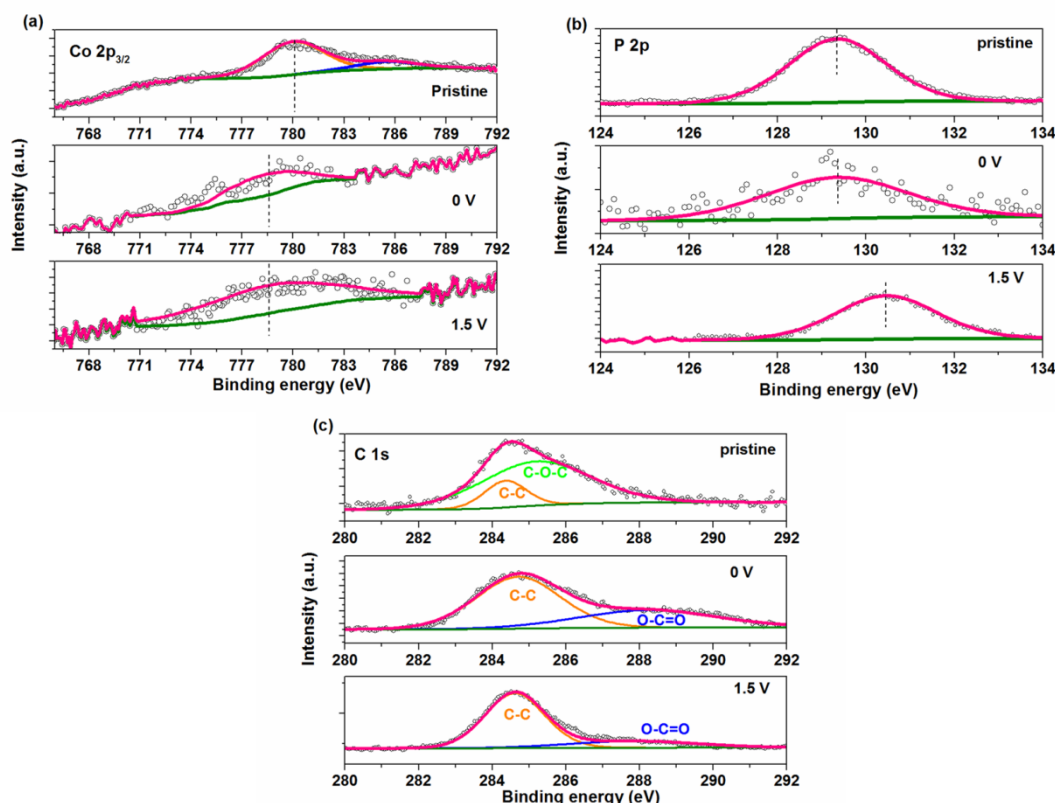 (a)
Co 2p3/2
Pristine
768 771 774 777 780 783 786 789 792
0 V
768 771 774 777 780 783 786 789 792
1.5 V
768 771 774 777 780 783 786 789 792
Intensity (a.u.)
Binding energy (eV)
(b)
P 2p
pristine
124 126 128 130 132 134
0 V
124 126 128 130 132 134
1.5 V
124 126 128 130 132 134
Intensity (a.u.)
Binding energy (eV)
(c)
C 1s
pristine
C-O-C
C-C
280 282 284 286 288 290 292
0 V
C-C
O-C=O
280 282 284 286 288 290 292
1.5 V
C-C
O-C=O
280 282 284 286 288 290 292
Intensity (a.u.)
Binding energy (eV)